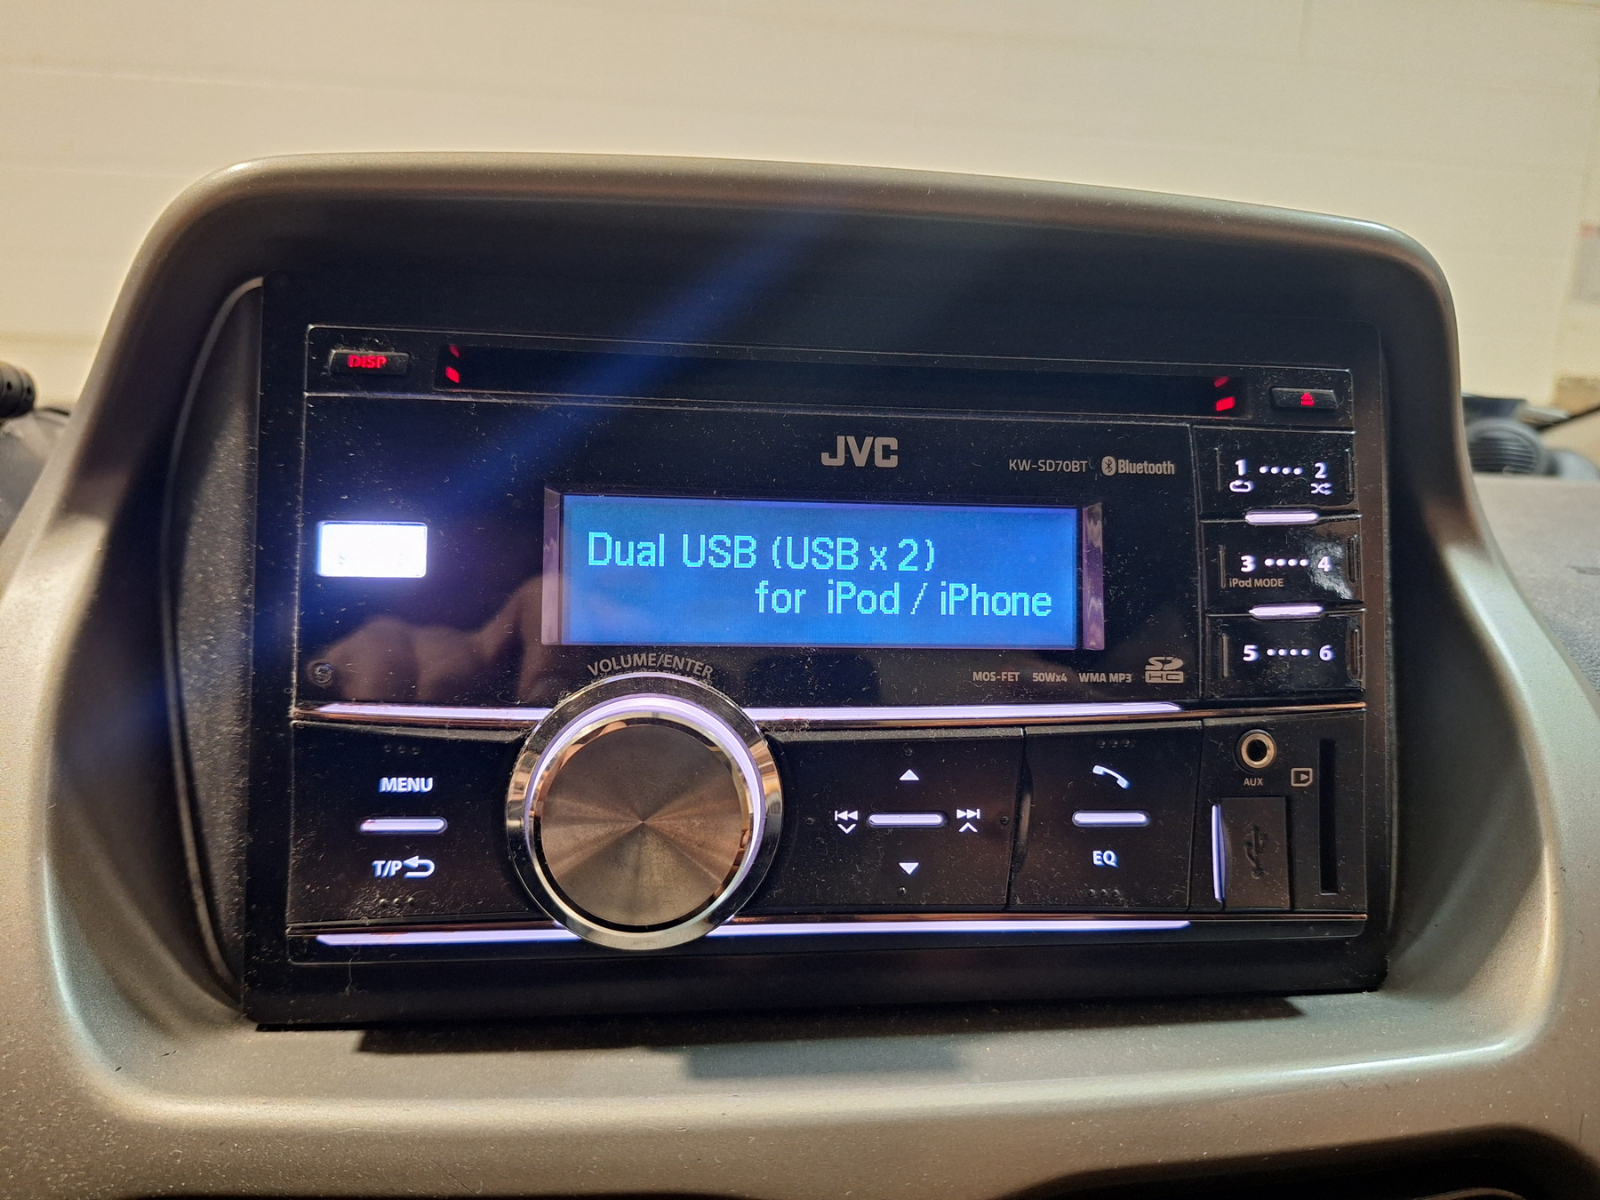 DISP
JVC
KW-SD70BT Bluetooth
1 •••• 2
Dual USB (USB x 2)
for iPod / iPhone
3 •••• 4
iPod MODE
5 •••• 6
VOLUME/ENTER
MOS-FET 50Wx4 WMA MP3 SD HC
MENU
T/P
EQ
AUX